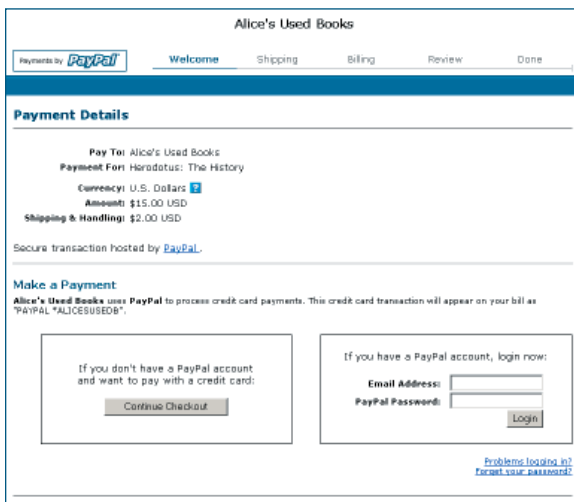 Alice's Used Books
Payments by PayPal Welcome Shipping Billing Review Done
Payment Details
Pay To: Alice's Used Books
Payment For: Herodotus: The History
Currency: U.S. Dollars ?
Amount: $15.00 USD
Shipping & Handling: $2.00 USD
Secure transaction hosted by PayPal.
Make a Payment
Alice's Used Books uses PayPal to process credit card payments. This credit card transaction will appear on your bill as
"PAYPAL *ALICESUSEDB".
If you don't have a PayPal account
and want to pay with a credit card:
Continue Checkout
If you have a PayPal account, login now:
Email Address:
PayPal Password:
Login
Problems logging in?
Forget your password?